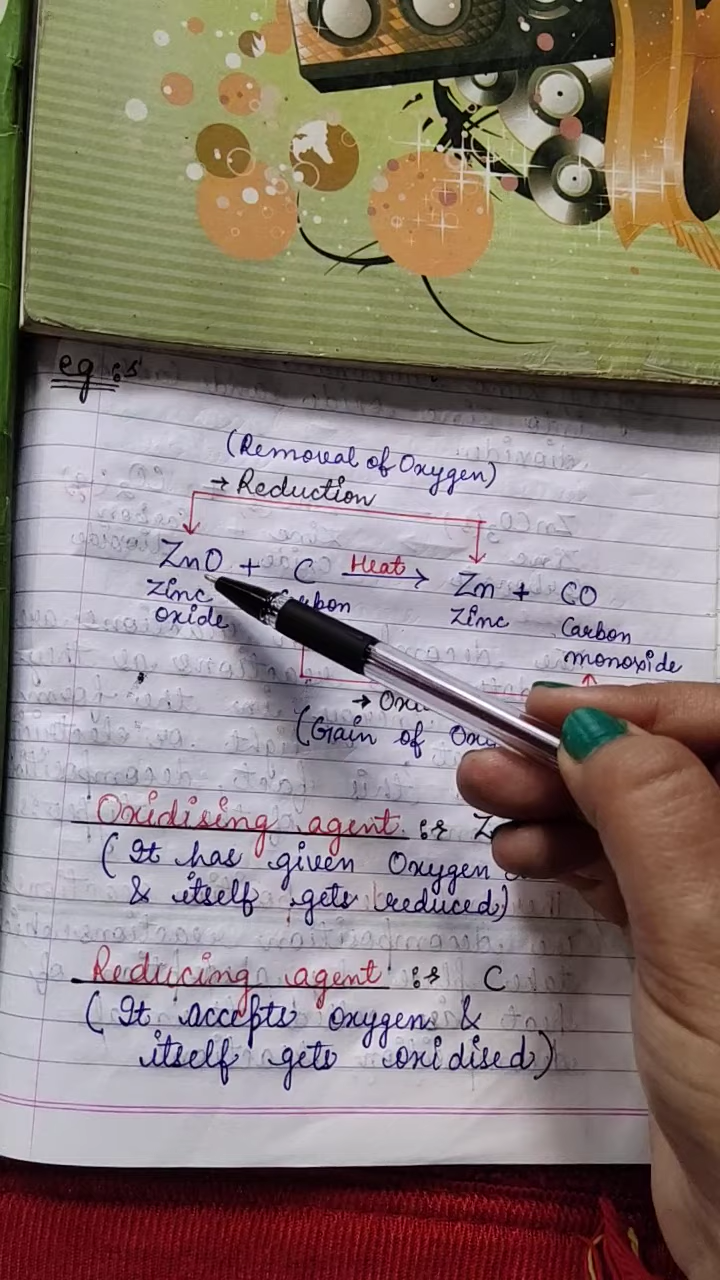 eg :-
(Removal of Oxygen)
→ Reduction
ZnO + C Heat → Zn + CO
Zinc oxide Carbon Zinc Carbon monoxide
→
(Gain of
Oxidising agent :-
(It has given Oxygen
& itself gets reduced)
Reducing agent :- C
(It accepts oxygen &
itself gets oxidised)